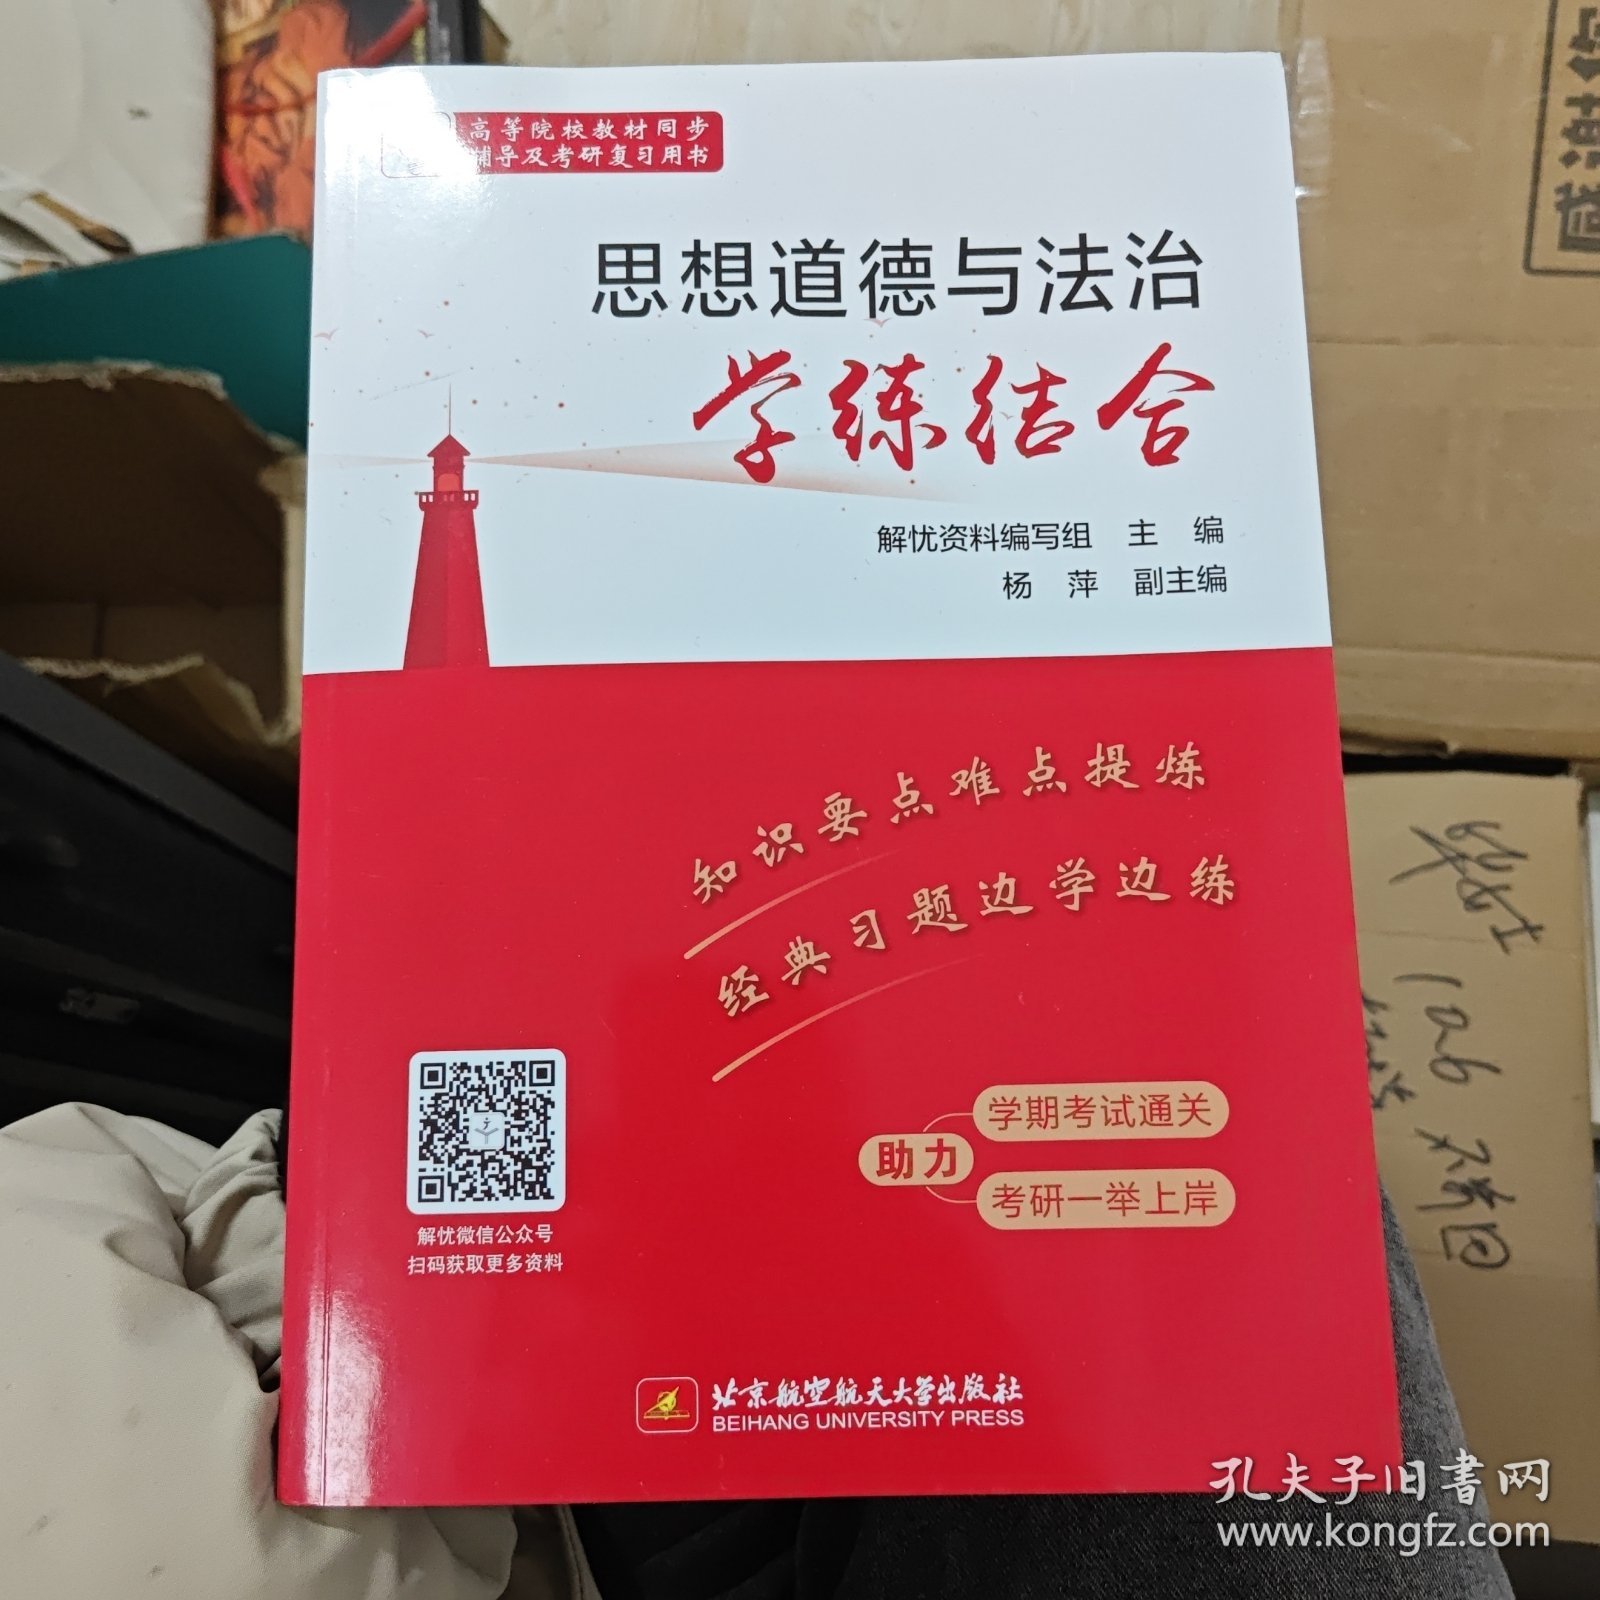 高等院校教材同步
辅导及考研复习用书
思想道德与法治
学练结合
解忧资料编写组 主 编
杨 萍 副主编
知识要点难点提炼
经典习题边学边练
助力
学期考试通关
考研一举上岸
解忧微信公众号
扫码获取更多资料
北京航空航天大学出版社
BEIHANG UNIVERSITY PRESS
感谢您
孔夫子旧书网
www.kongfz.com